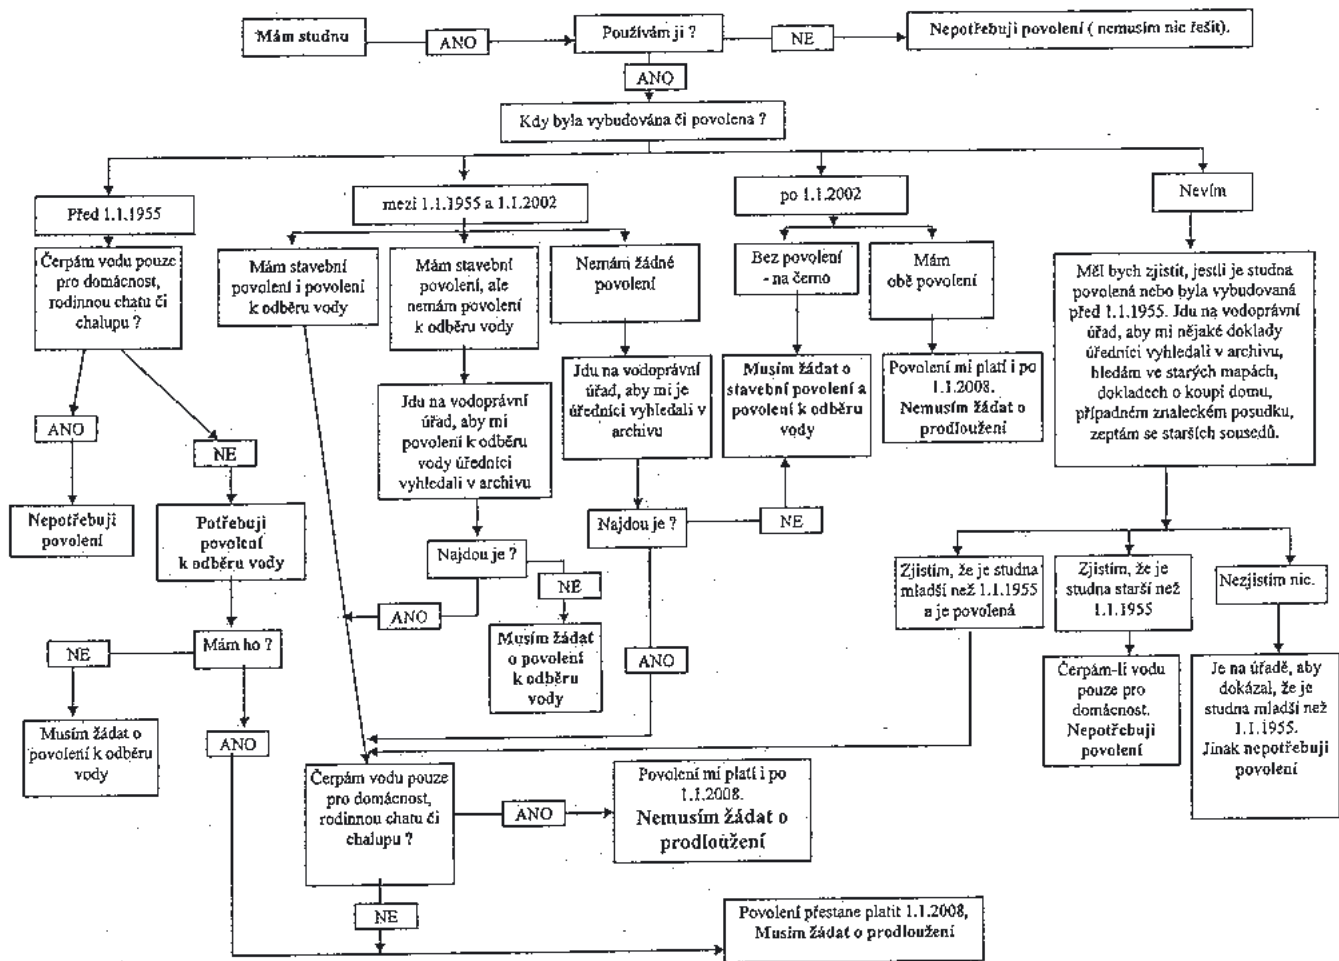 Mám studnu
ANO
Používám ji ?
NE
Nepotřebuji povolení ( nemusím nic řešit).
ANO
Kdy byla vybudována či povolena ?
Před 1.1.1955
mezi 1.1.1955 a 1.1.2002
po 1.1.2002
Nevím
Čerpám vodu pouze
pro domácnost,
rodinnou chatu či
chalupu ?
Mám stavební
povolení i povolení
k odběru vody
Mám stavební
povolení, ale
nemám povolení
k odběru vody
Nemám žádné
povolení
Bez povolení
- na černo
Mám
obě povolení
Měl bych zjistit, jestli je studna
povolená nebo byla vybudovaná
před 1.1.1955. Jdu na vodoprávní
úřad, aby mi nějaké doklady
úředníci vyhledali v archivu,
hledám ve starých mapách,
dokladech o koupi domu,
případném znaleckém posudku,
zeptám se starších sousedů.
ANO
NE
Jdu na vodoprávní
úřad, aby mi
povolení k odběru
vody úředníci
vyhledali v archivu
Jdu na vodoprávní
úřad, aby mi je
úředníci vyhledali v
archivu
Musím žádat o
stavební povolení a
povolení k odběru
vody
Povolení mi platí i po
1.1.2008.
Nemusím žádat o
prodloužení
Nepotřebuji
povolení
Potřebuji
povolení
k odběru vody
Najdou je ?
NE
ANO
Musím žádat
o povolení
k odběru
vody
Najdou je ?
NE
ANO
Zjistím, že je studna
mladší než 1.1.1955
a je povolená
Zjistím, že je
studna starší než
1.1.1955
Nezjistím nic.
Mám ho ?
NE
ANO
Musím žádat o
povolení k odběru
vody
Čerpám-li vodu
pouze pro
domácnost.
Nepotřebuji
povolení
Je na úřadě, aby
dokázal, že je
studna mladší než
1.1.1955.
Jinak nepotřebuji
povolení
Čerpám vodu pouze
pro domácnost,
rodinnou chatu či
chalupu ?
ANO
Povolení mi platí i po
1.1.2008.
Nemusím žádat o
prodloužení
NE
Povolení přestane platit 1.1.2008,
Musím žádat o prodloužení